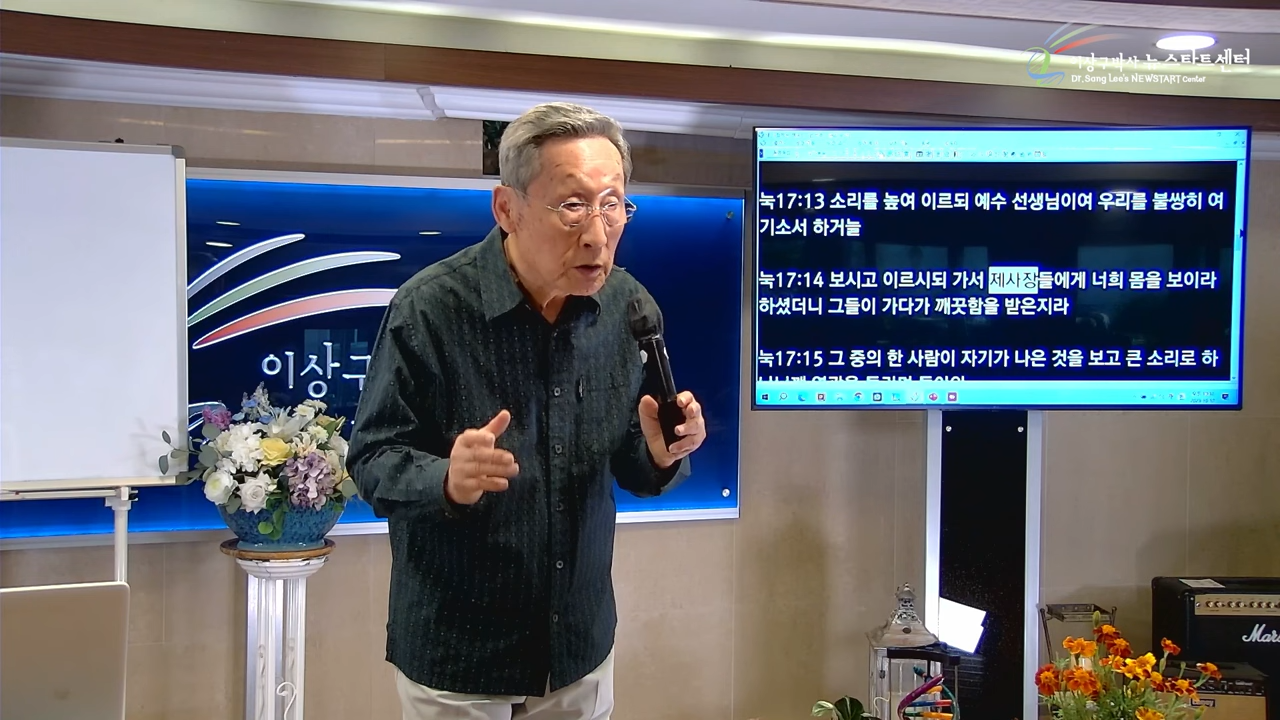 이상구박사 뉴스타트센터
Dr. Sang Lee's NEWSTART Center
눅17:13 소리를 높여 이르되 예수 선생님이여 우리를 불쌍히 여
기소서 하거늘
눅17:14 보시고 이르시되 가서 제사장들에게 너희 몸을 보이라
하셨더니 그들이 가다가 깨끗함을 받은지라
눅17:15 그 중의 한 사람이 자기가 나은 것을 보고 큰 소리로 하
이상구